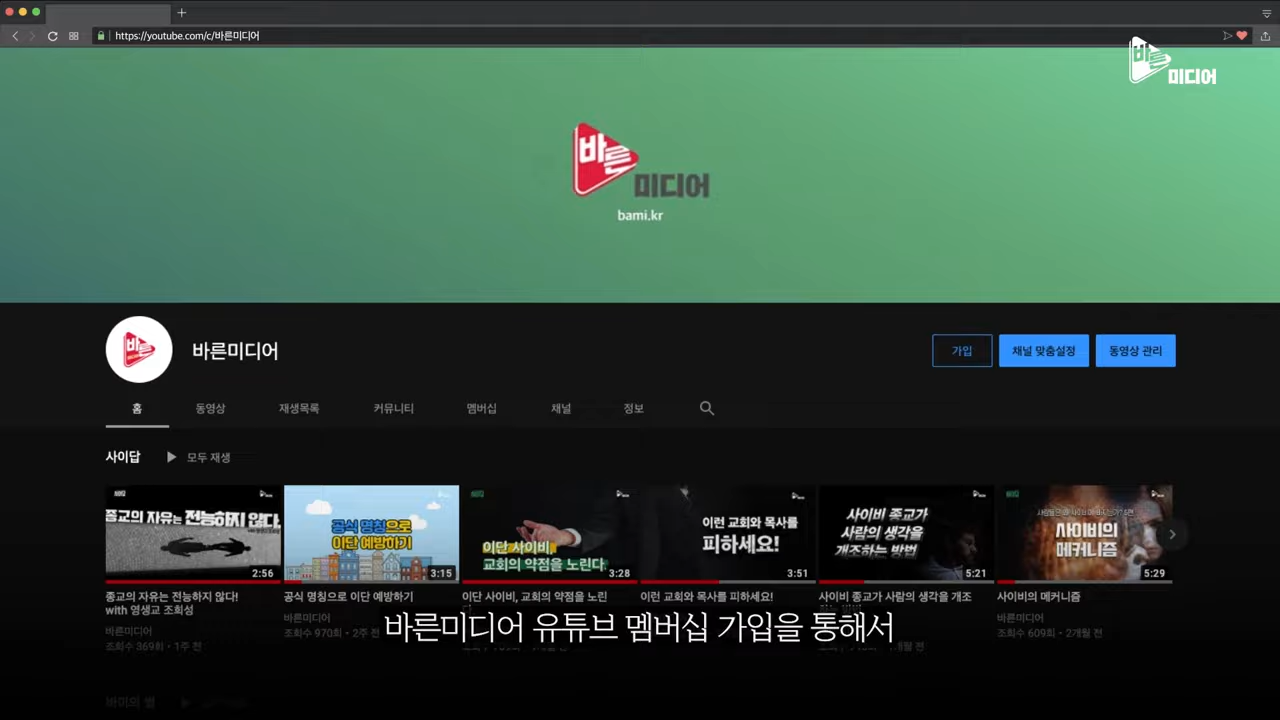 https://youtube.com/c/바른미디어
바른
미디어
바른
미디어
bami.kr
바른
바른미디어
가입
채널 맞춤설정
동영상 관리
홈
동영상
재생목록
커뮤니티
멤버십
채널
정보
사이답
모두 재생
종교의 자유는 전능하지 않다.
2:56
공식 명칭으로
이단 예방하기
3:15
이단 사이비,
교회의 약점을 노린다.
3:28
이런 교회와 목사를
피하세요!
3:51
사이비 종교가
사람의 생각을
개조하는 방법
5:21
사이비의
메커니즘
5:29
종교의 자유는 전능하지 않다!
with 영생교 조희성
바른미디어
조회수 369회 • 1주 전
공식 명칭으로 이단 예방하기
바른미디어
조회수 970회 • 2주 전
이단 사이비, 교회의 약점을 노린
이런 교회와 목사를 피하세요!
사이비 종교가 사람의 생각을 개조
사이비의 메커니즘
바른미디어
조회수 609회 • 2개월 전
바른미디어 유튜브 멤버십 가입을 통해서